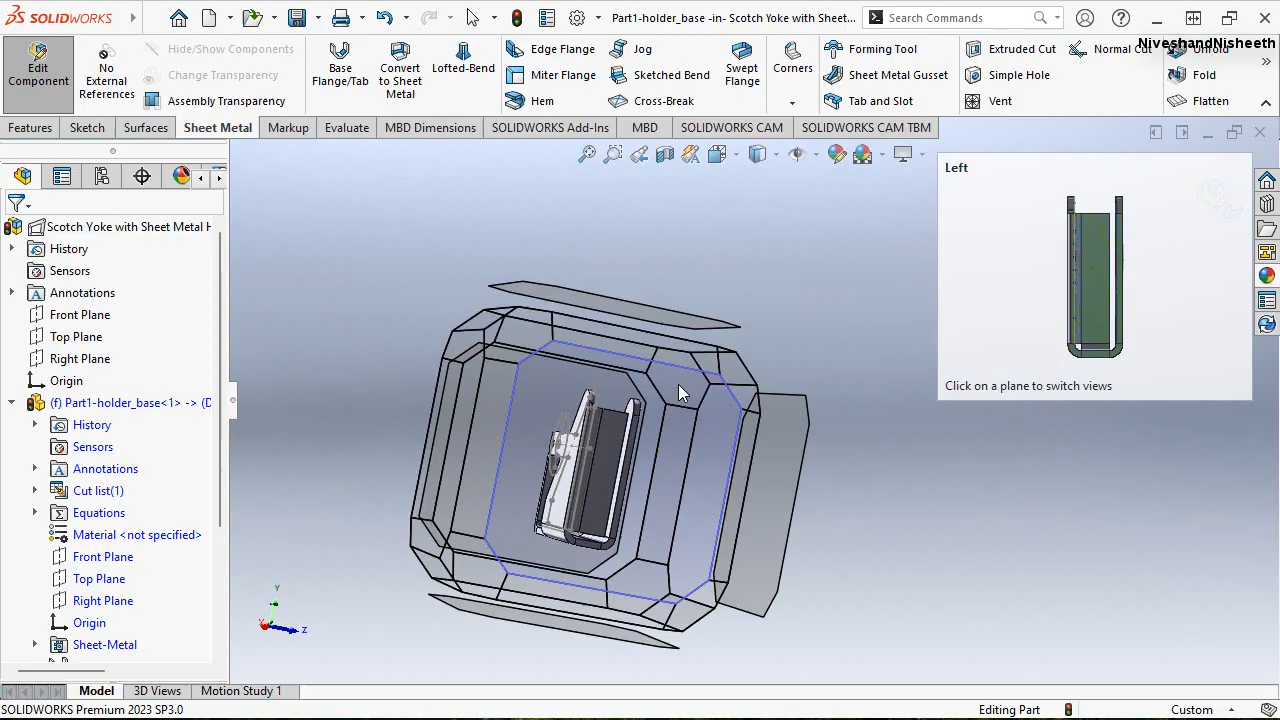 SOLIDWORKS
Part1-holder_base -in- Scotch Yoke with Sheet...
Search Commands
NiveshandNisheeth
Edit Component
No External References
Hide/Show Components
Change Transparency
Assembly Transparency
Base Flange/Tab
Convert to Sheet Metal
Lofted-Bend
Edge Flange
Miter Flange
Hem
Jog
Sketched Bend
Cross-Break
Swept Flange
Corners
Forming Tool
Sheet Metal Gusset
Tab and Slot
Extruded Cut
Simple Hole
Vent
Normal Cut
Fold
Flatten
Features
Sketch
Surfaces
Sheet Metal
Markup
Evaluate
MBD Dimensions
SOLIDWORKS Add-Ins
MBD
SOLIDWORKS CAM
SOLIDWORKS CAM TBM
Scotch Yoke with Sheet Metal H
History
Sensors
Annotations
Front Plane
Top Plane
Right Plane
Origin
(f) Part1-holder_base<1> -> (D
History
Sensors
Annotations
Cut list(1)
Equations
Material <not specified>
Front Plane
Top Plane
Right Plane
Origin
Sheet-Metal
Left
Click on a plane to switch views
Y
Z
Model
3D Views
Motion Study 1
SOLIDWORKS Premium 2023 SP3.0
Editing Part
Custom